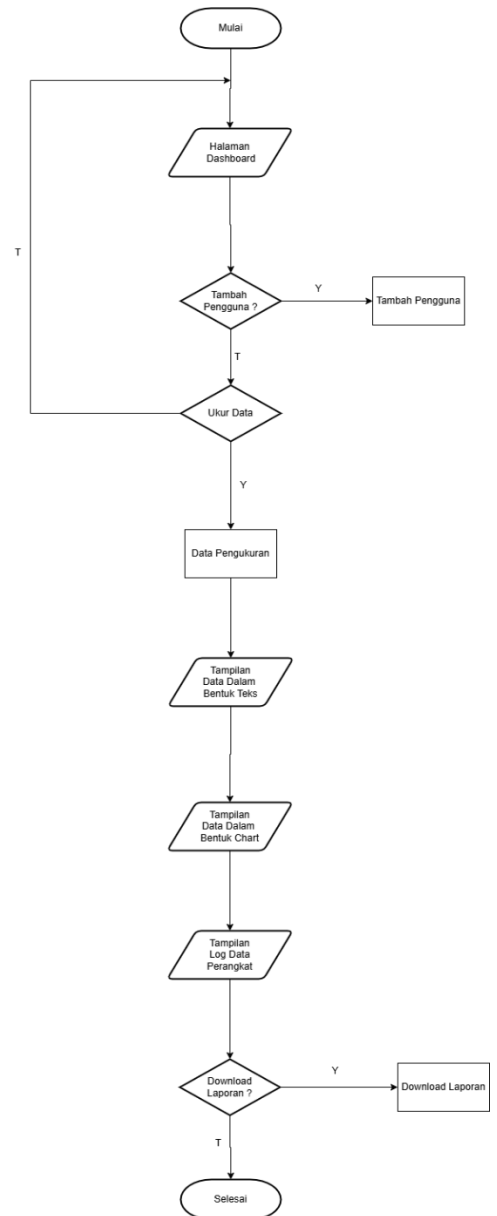 Mulai
Halaman
Dashboard
T
Tambah
Pengguna ?
Y
Tambah Pengguna
T
Ukur Data
Y
Data Pengukuran
Tampilan
Data Dalam
Bentuk Teks
Tampilan
Data Dalam
Bentuk Chart
Tampilan
Log Data
Perangkat
Download
Laporan ?
Y
Download Laporan
T
Selesai